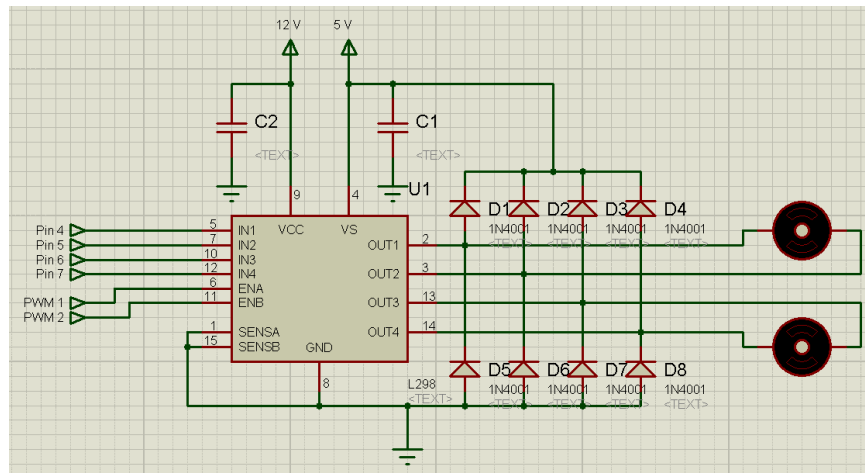 12 V
5 V
C2
<TEXT>
C1
<TEXT>
U1
9
4
VCC
VS
Pin 4
Pin 5
Pin 6
Pin 7
PWM 1
PWM 2
5
7
10
12
6
11
1
15
IN1
IN2
IN3
IN4
ENA
ENB
SENSA
SENSB
GND
8
OUT1
OUT2
OUT3
OUT4
2
3
13
14
L298
<TEXT>
D1
1N4001
<TEXT>
D2
1N4001
<TEXT>
D3
1N4001
<TEXT>
D4
1N4001
<TEXT>
D5
1N4001
<TEXT>
D6
1N4001
<TEXT>
D7
1N4001
<TEXT>
D8
1N4001
<TEXT>